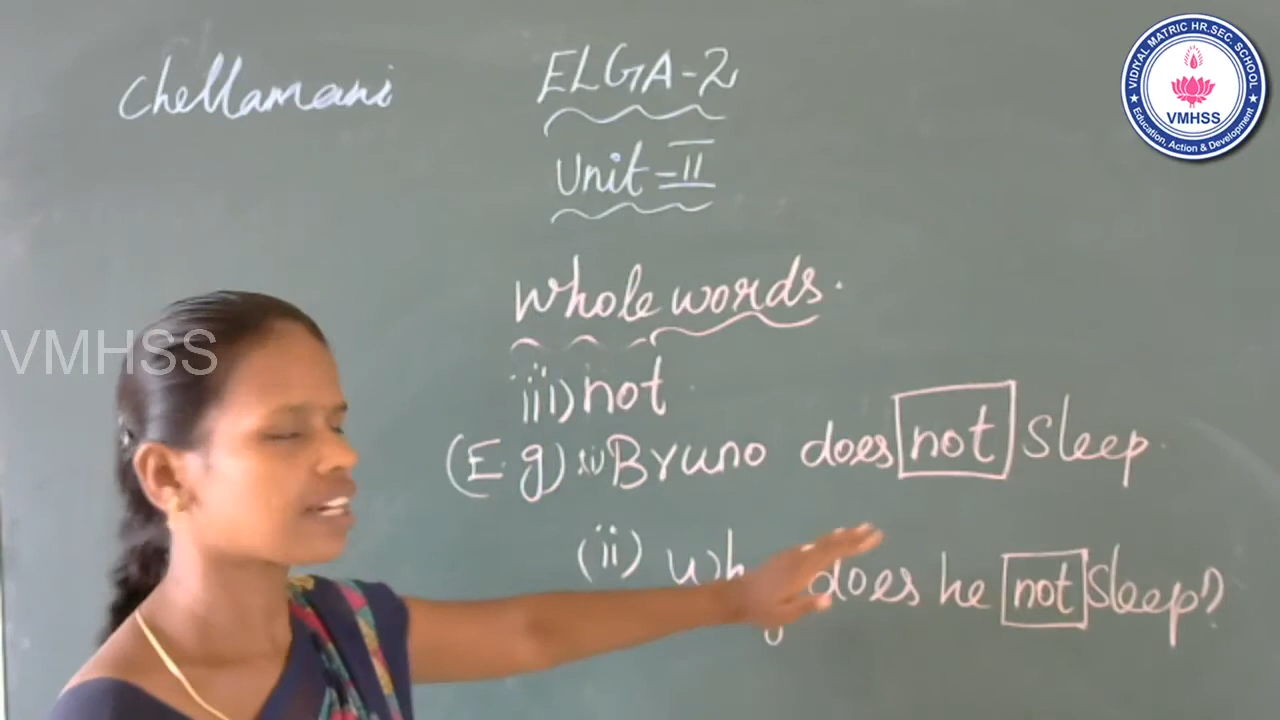 chellamani
ELGA-2
Unit-II
Whole words.
iii) not
(E.g) Bruno does not Sleep.
(ii) does he not Sleep?
VMHSS
VIDIYAL MATRIC HR.SEC. SCHOOL
VMHSS
Education, Action & Development